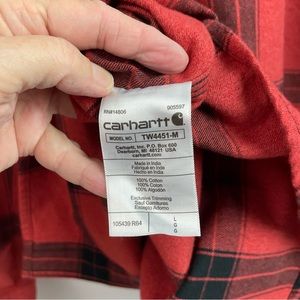 RN#14806 905597
carhartt
MODEL NO. TW4451-M
Carhartt, Inc. P.O. Box 600
Dearborn, MI 48121 USA
carhartt.com
Made in India
Fabriqué en Inde
Hecho en India
100% Cotton
100% Coton
100% Algodón
Exclusive Trimming
Sauf Garnitures
Excepto Adorno
105439 R64
L
G
G